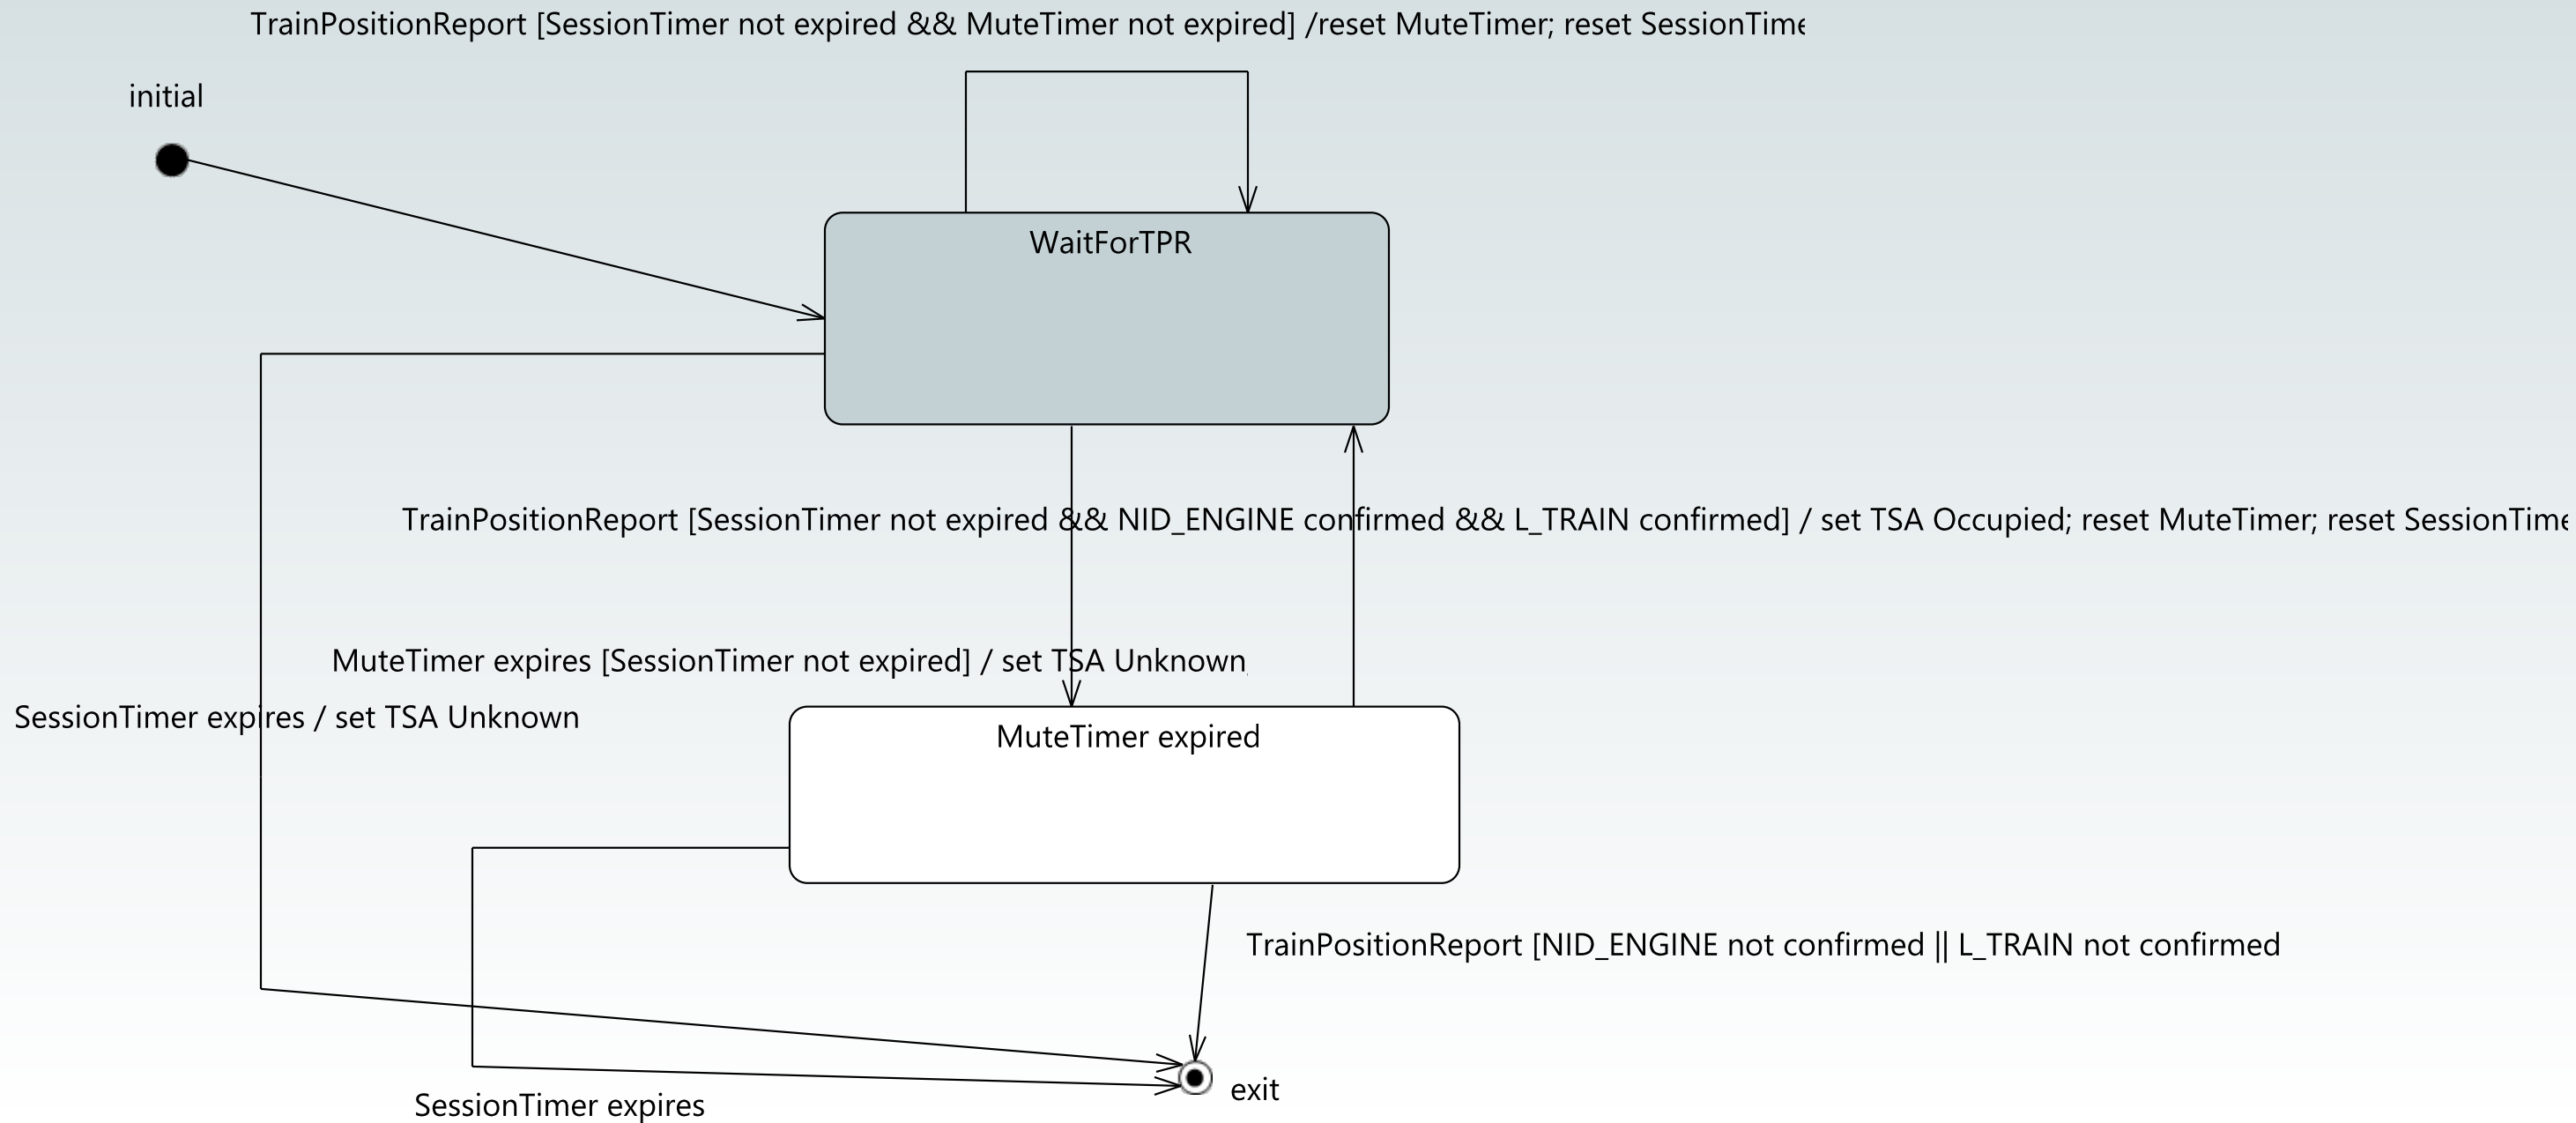 TrainPositionReport [SessionTimer not expired && MuteTimer not expired] /reset MuteTimer; reset SessionTime
initial
WaitForTPR
TrainPositionReport [SessionTimer not expired && NID_ENGINE confirmed && L_TRAIN confirmed] / set TSA Occupied; reset MuteTimer; reset SessionTime
MuteTimer expires [SessionTimer not expired] / set TSA Unknown
SessionTimer expires / set TSA Unknown
MuteTimer expired
TrainPositionReport [NID_ENGINE not confirmed || L_TRAIN not confirmed
exit
SessionTimer expires